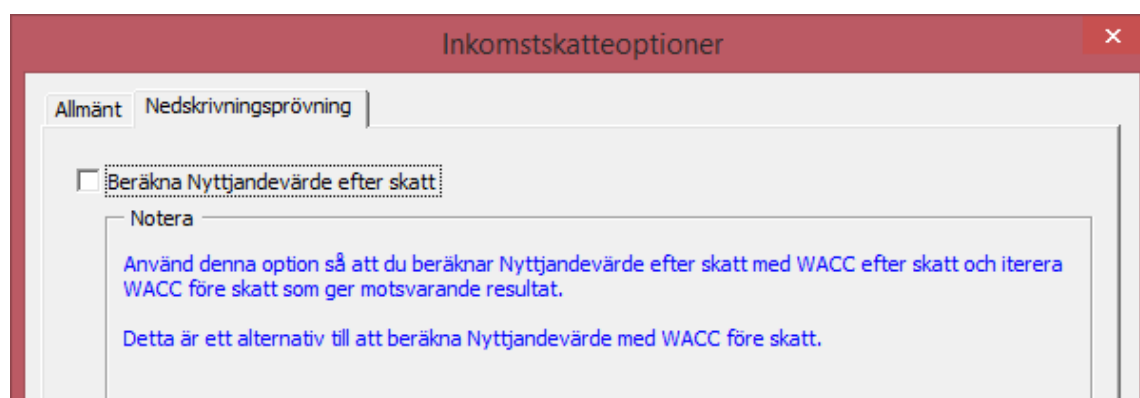 Inkomstskatteoptioner
Allmänt
Nedskrivningsprövning
Beräkna Nyttjandevärde efter skatt
Notera
Använd denna option så att du beräknar Nyttjandevärde efter skatt med WACC efter skatt och iterera
WACC före skatt som ger motsvarande resultat.
Detta är ett alternativ till att beräkna Nyttjandevärde med WACC före skatt.